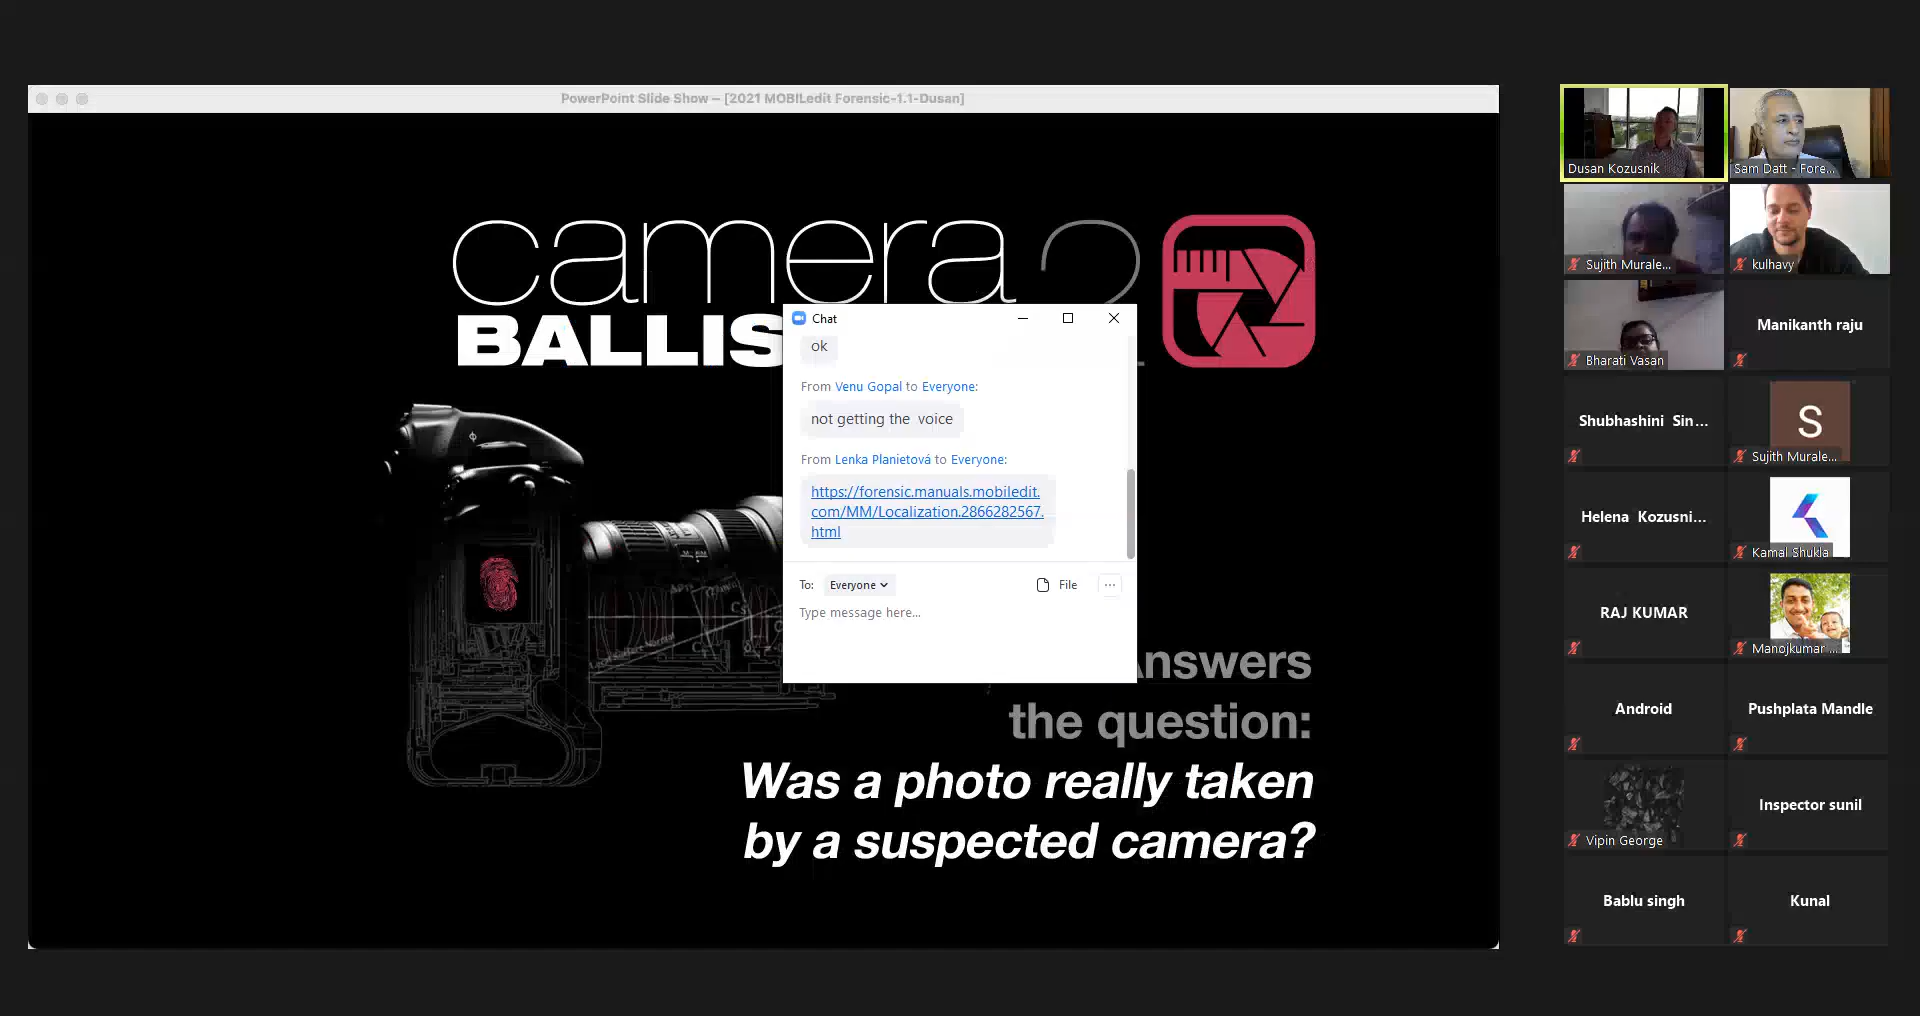 PowerPoint Slide Show – [2021 MOBILedit Forensic-1.1-Dusan]
camera 2
BALLIS
Chat
ok
From Venu Gopal to Everyone:
not getting the voice
From Lenka Planietová to Everyone:
https://forensic.manuals.mobiledit.
com/MM/Localization.2866282567.
html
To: Everyone
File
Type message here...
Answers
the question:
Was a photo really taken
by a suspected camera?
Dusan Kozusnik
Sam Datt - Fore...
Sujith Murale...
kulhavy
Bharati Vasan
Manikanth raju
Shubhashini Sin...
S
Sujith Murale...
Helena Kozusni...
Kamal Shukla
RAJ KUMAR
Manojkumar ...
Android
Pushplata Mandle
Vipin George
Inspector sunil
Bablu singh
Kunal